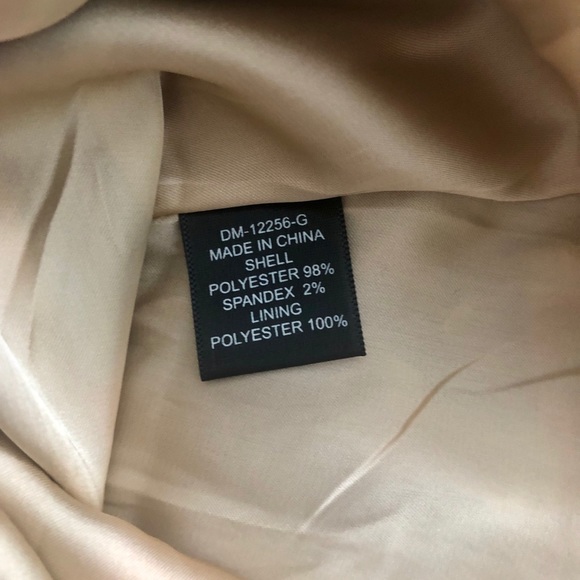 DM-12256-G
MADE IN CHINA
SHELL
POLYESTER 98%
SPANDEX 2%
LINING
POLYESTER 100%